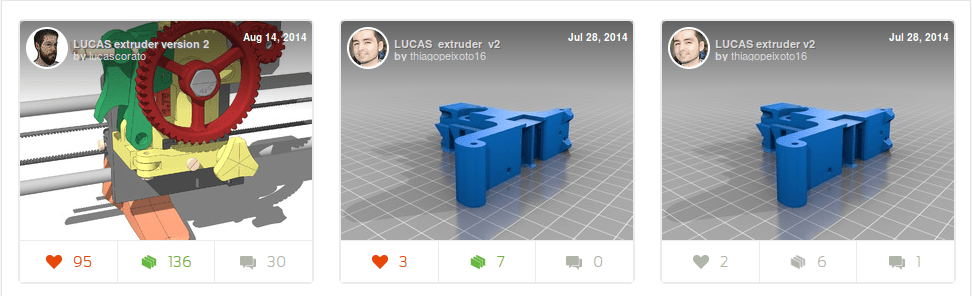 LUCAS extruder version 2
Aug 14, 2014
by lucascorato
95
136
30
LUCAS extruder v2
Jul 28, 2014
by thiagopeixoto16
3
7
0
LUCAS extruder v2
Jul 28, 2014
by thiagopeixoto16
2
6
1